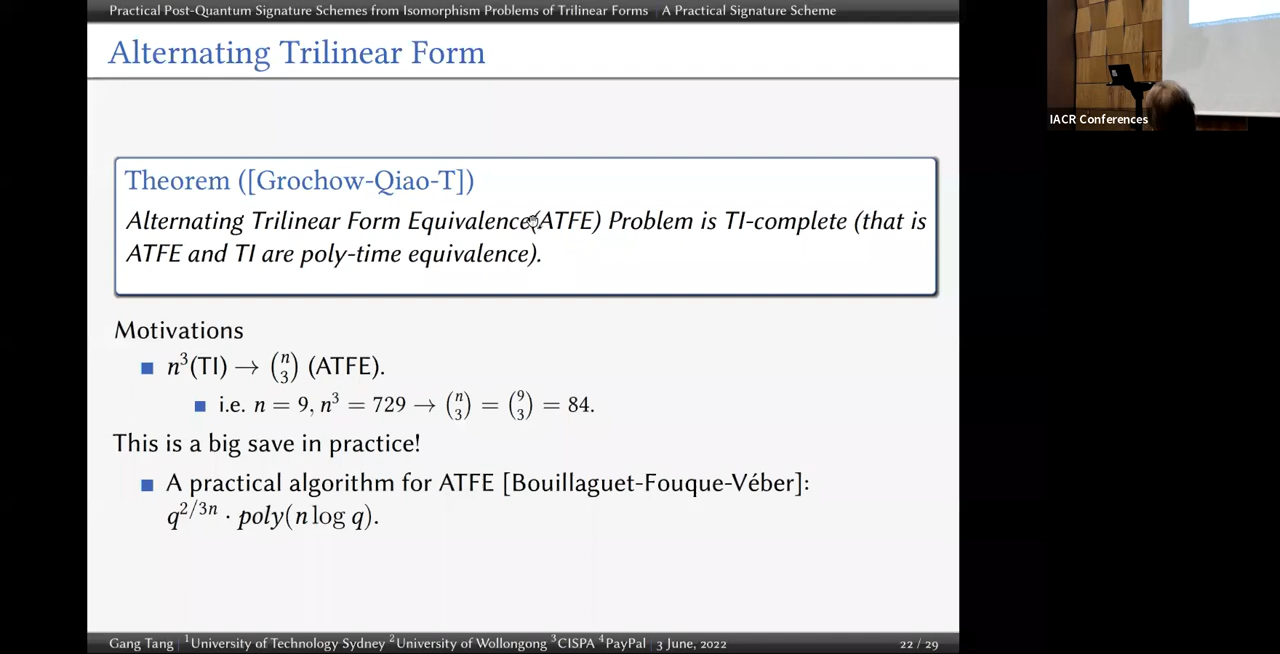 Practical Post-Quantum Signature Schemes from Isomorphism Problems of Trilinear Forms | A Practical Signature Scheme
Alternating Trilinear Form
IACR Conferences
Theorem ([Grochow-Qiao-T])
Alternating Trilinear Form Equivalence(ATFE) Problem is TI-complete (that is
ATFE and TI are poly-time equivalence).
Motivations
■ n³(TI) → (n 3) (ATFE).
■ i.e. n = 9, n³ = 729 → (n 3) = (9 3) = 84.
This is a big save in practice!
■ A practical algorithm for ATFE [Bouillaguet-Fouque-Véber]:
q^{2/3n} · poly(n log q).
Gang Tang | ¹University of Technology Sydney ²University of Wollongong ³CISPA ⁴PayPal | 3 June, 2022 22 / 29